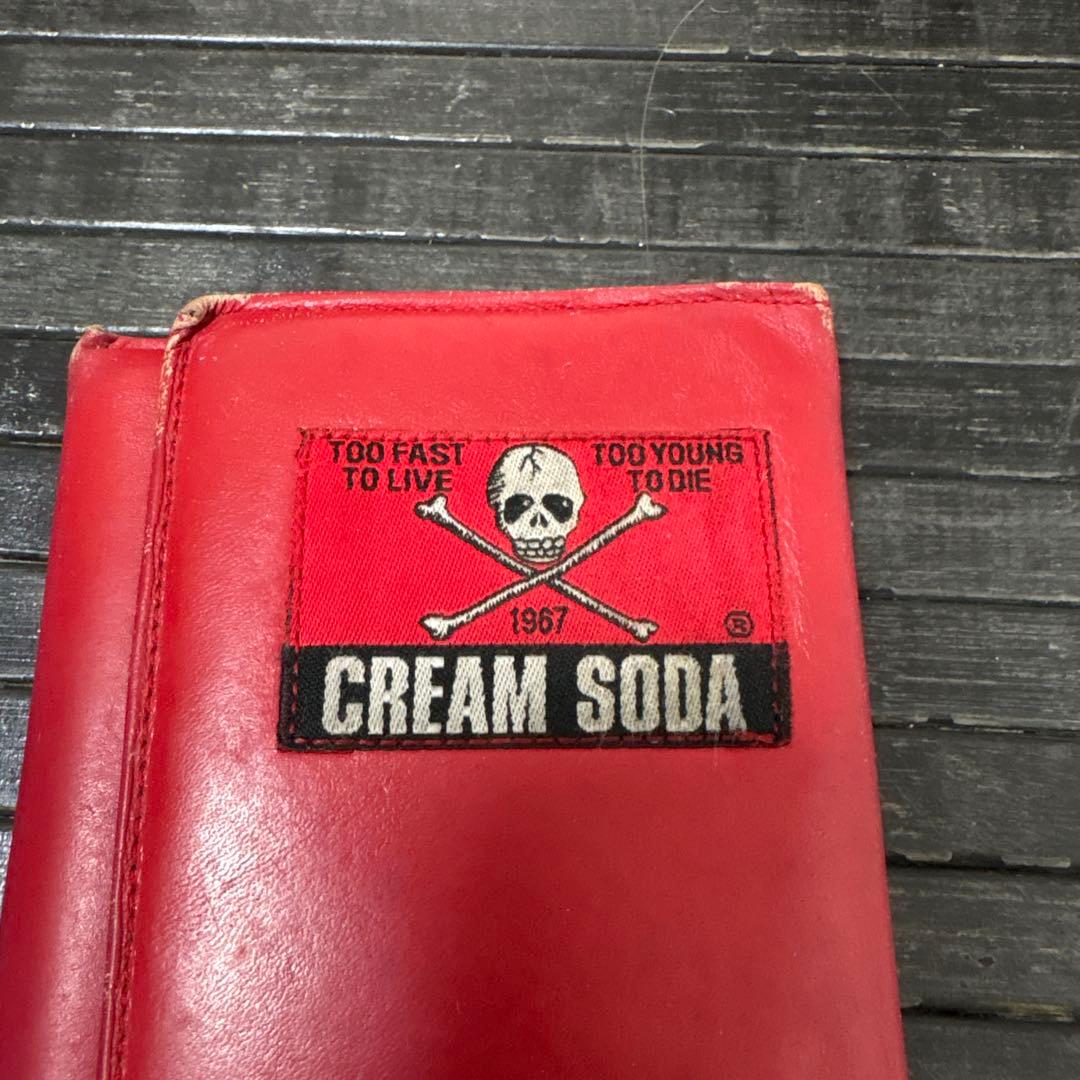 TOO FAST
TO LIVE
TOO YOUNG
TO DIE
1967
®
CREAM SODA